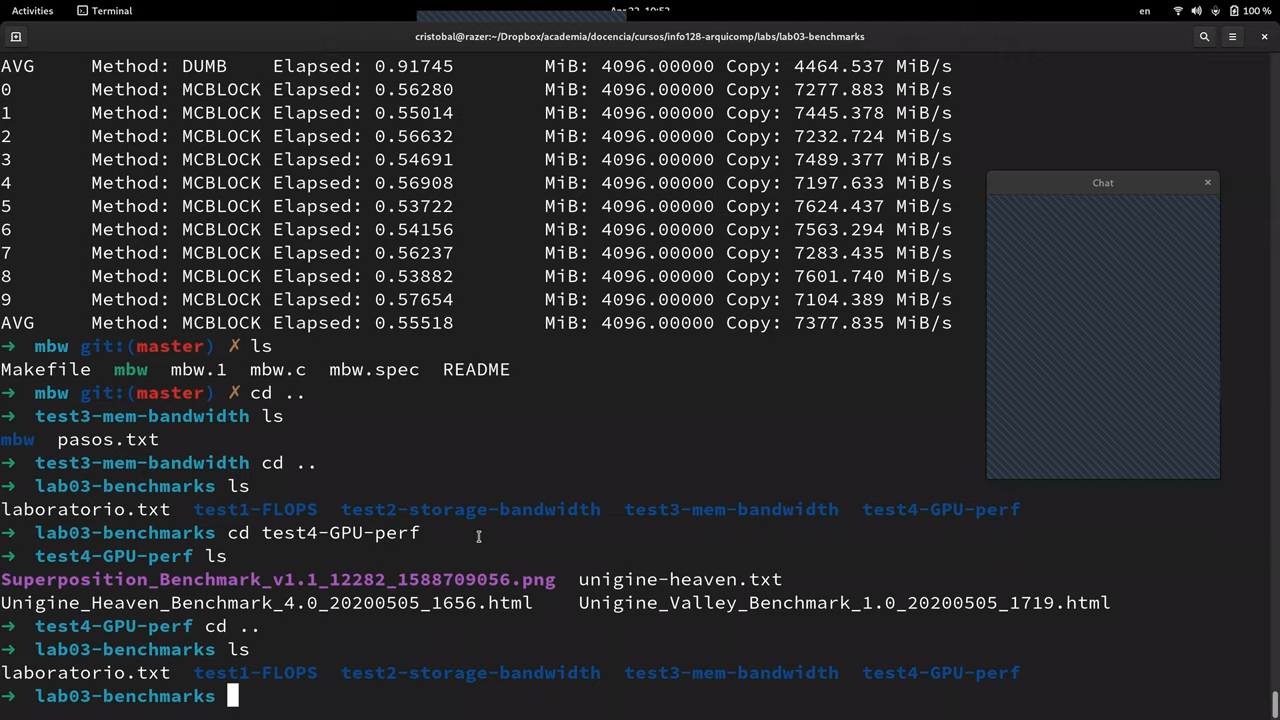 Activities Terminal en 100 %
cristobal@razer:~/Dropbox/academia/docencia/cursos/info128-arquicomp/labs/lab03-benchmarks
AVG Method: DUMB Elapsed: 0.91745 MiB: 4096.00000 Copy: 4464.537 MiB/s
0 Method: MCBLOCK Elapsed: 0.56280 MiB: 4096.00000 Copy: 7277.883 MiB/s
1 Method: MCBLOCK Elapsed: 0.55014 MiB: 4096.00000 Copy: 7445.378 MiB/s
2 Method: MCBLOCK Elapsed: 0.56632 MiB: 4096.00000 Copy: 7232.724 MiB/s
3 Method: MCBLOCK Elapsed: 0.54691 MiB: 4096.00000 Copy: 7489.377 MiB/s
4 Method: MCBLOCK Elapsed: 0.56908 MiB: 4096.00000 Copy: 7197.633 MiB/s
5 Method: MCBLOCK Elapsed: 0.53722 MiB: 4096.00000 Copy: 7624.437 MiB/s
6 Method: MCBLOCK Elapsed: 0.54156 MiB: 4096.00000 Copy: 7563.294 MiB/s
7 Method: MCBLOCK Elapsed: 0.56237 MiB: 4096.00000 Copy: 7283.435 MiB/s
8 Method: MCBLOCK Elapsed: 0.53882 MiB: 4096.00000 Copy: 7601.740 MiB/s
9 Method: MCBLOCK Elapsed: 0.57654 MiB: 4096.00000 Copy: 7104.389 MiB/s
AVG Method: MCBLOCK Elapsed: 0.55518 MiB: 4096.00000 Copy: 7377.835 MiB/s
→ mbw git:(master) ✗ ls
Makefile mbw mbw.1 mbw.c mbw.spec README
→ mbw git:(master) ✗ cd ..
→ test3-mem-bandwidth ls
mbw pasos.txt
→ test3-mem-bandwidth cd ..
→ lab03-benchmarks ls
laboratorio.txt test1-FLOPS test2-storage-bandwidth test3-mem-bandwidth test4-GPU-perf
→ lab03-benchmarks cd test4-GPU-perf
→ test4-GPU-perf ls
Superposition_Benchmark_v1.1_12282_1588709056.png unigine-heaven.txt
Unigine_Heaven_Benchmark_4.0_20200505_1656.html Unigine_Valley_Benchmark_1.0_20200505_1719.html
→ test4-GPU-perf cd ..
→ lab03-benchmarks ls
laboratorio.txt test1-FLOPS test2-storage-bandwidth test3-mem-bandwidth test4-GPU-perf
→ lab03-benchmarks
Chat